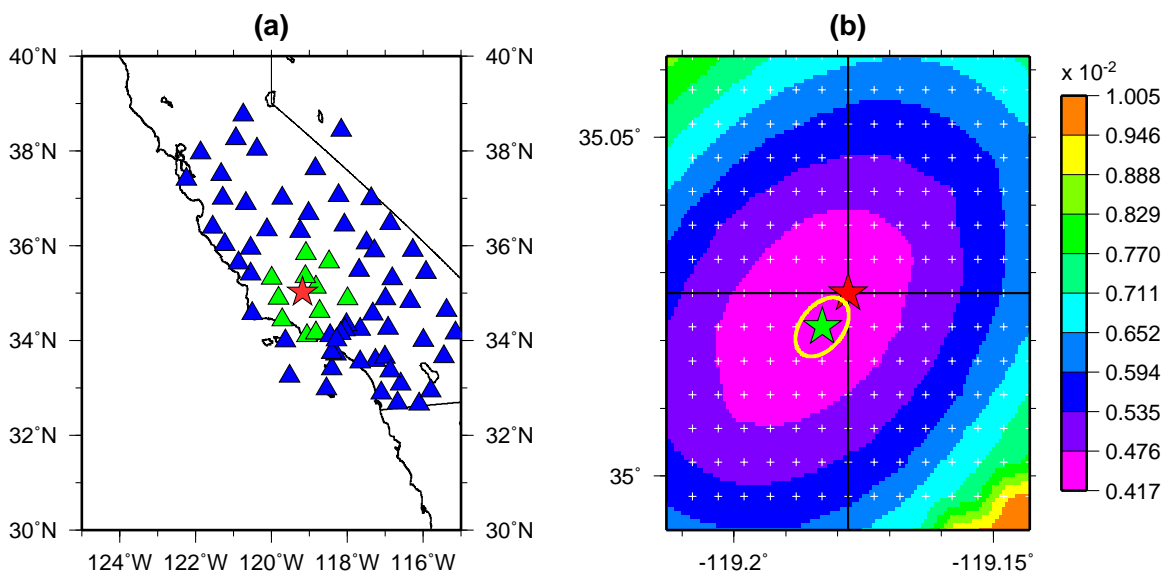 (a)
(b)
40˚N
38˚N
36˚N
34˚N
32˚N
30˚N
40˚N
38˚N
36˚N
34˚N
32˚N
30˚N
124˚W
122˚W
120˚W
118˚W
116˚W
35.05
35
-119.2˚
-119.15˚
x 10-2
1.005
0.946
0.888
0.829
0.770
0.711
0.652
0.594
0.535
0.476
0.417